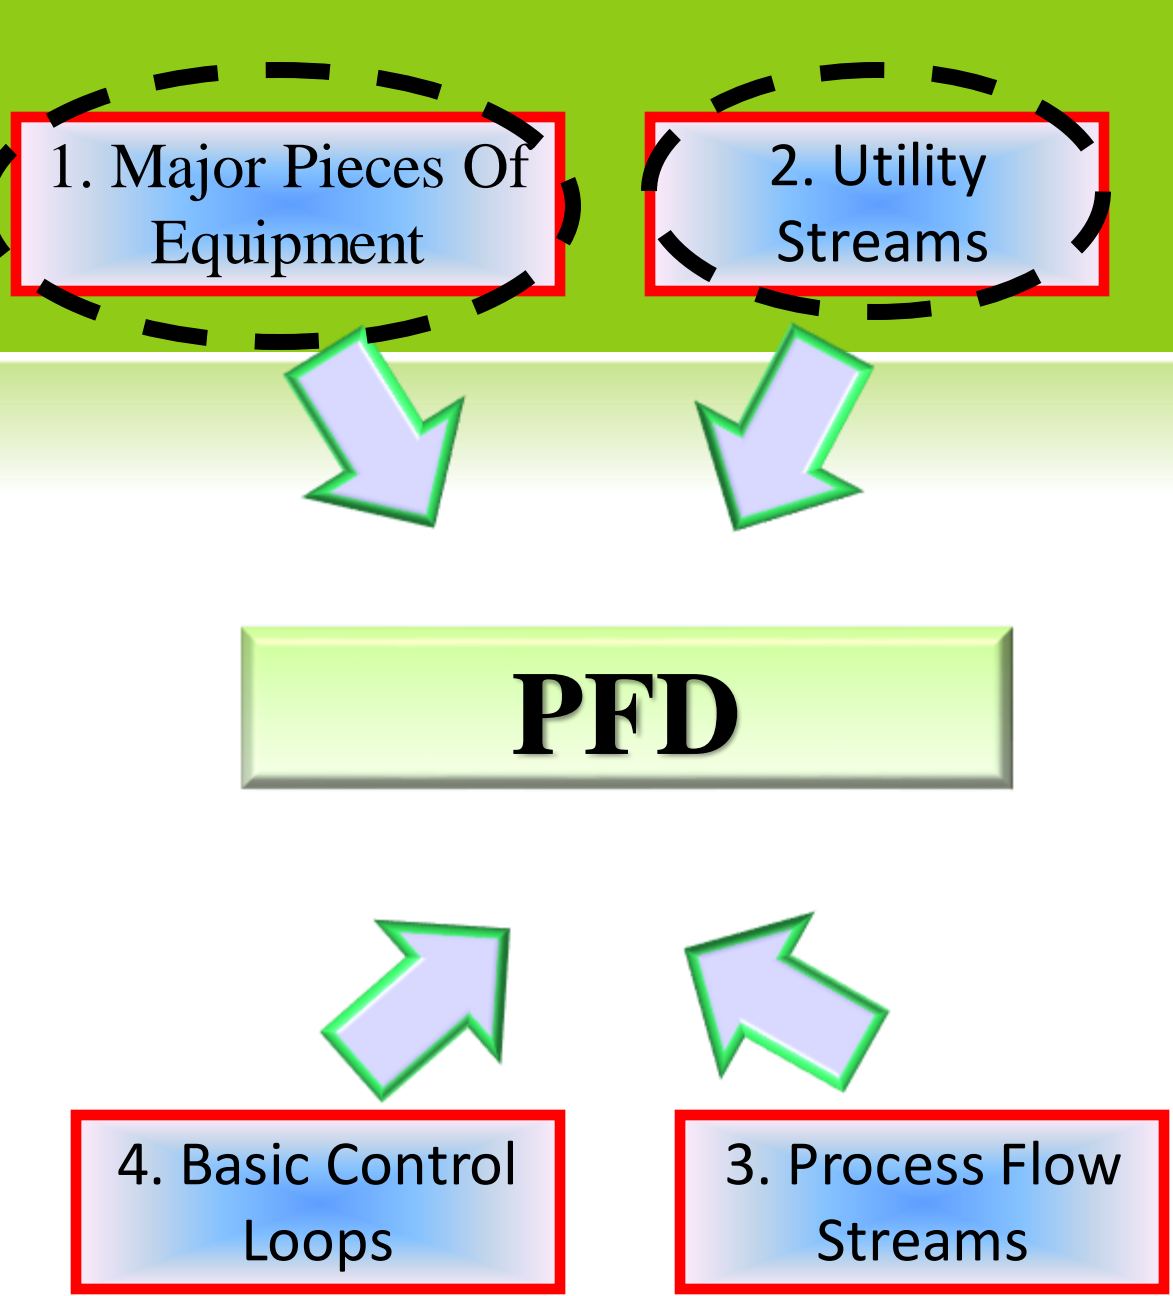 1. Major Pieces Of
Equipment
2. Utility
Streams
PFD
4. Basic Control
Loops
3. Process Flow
Streams